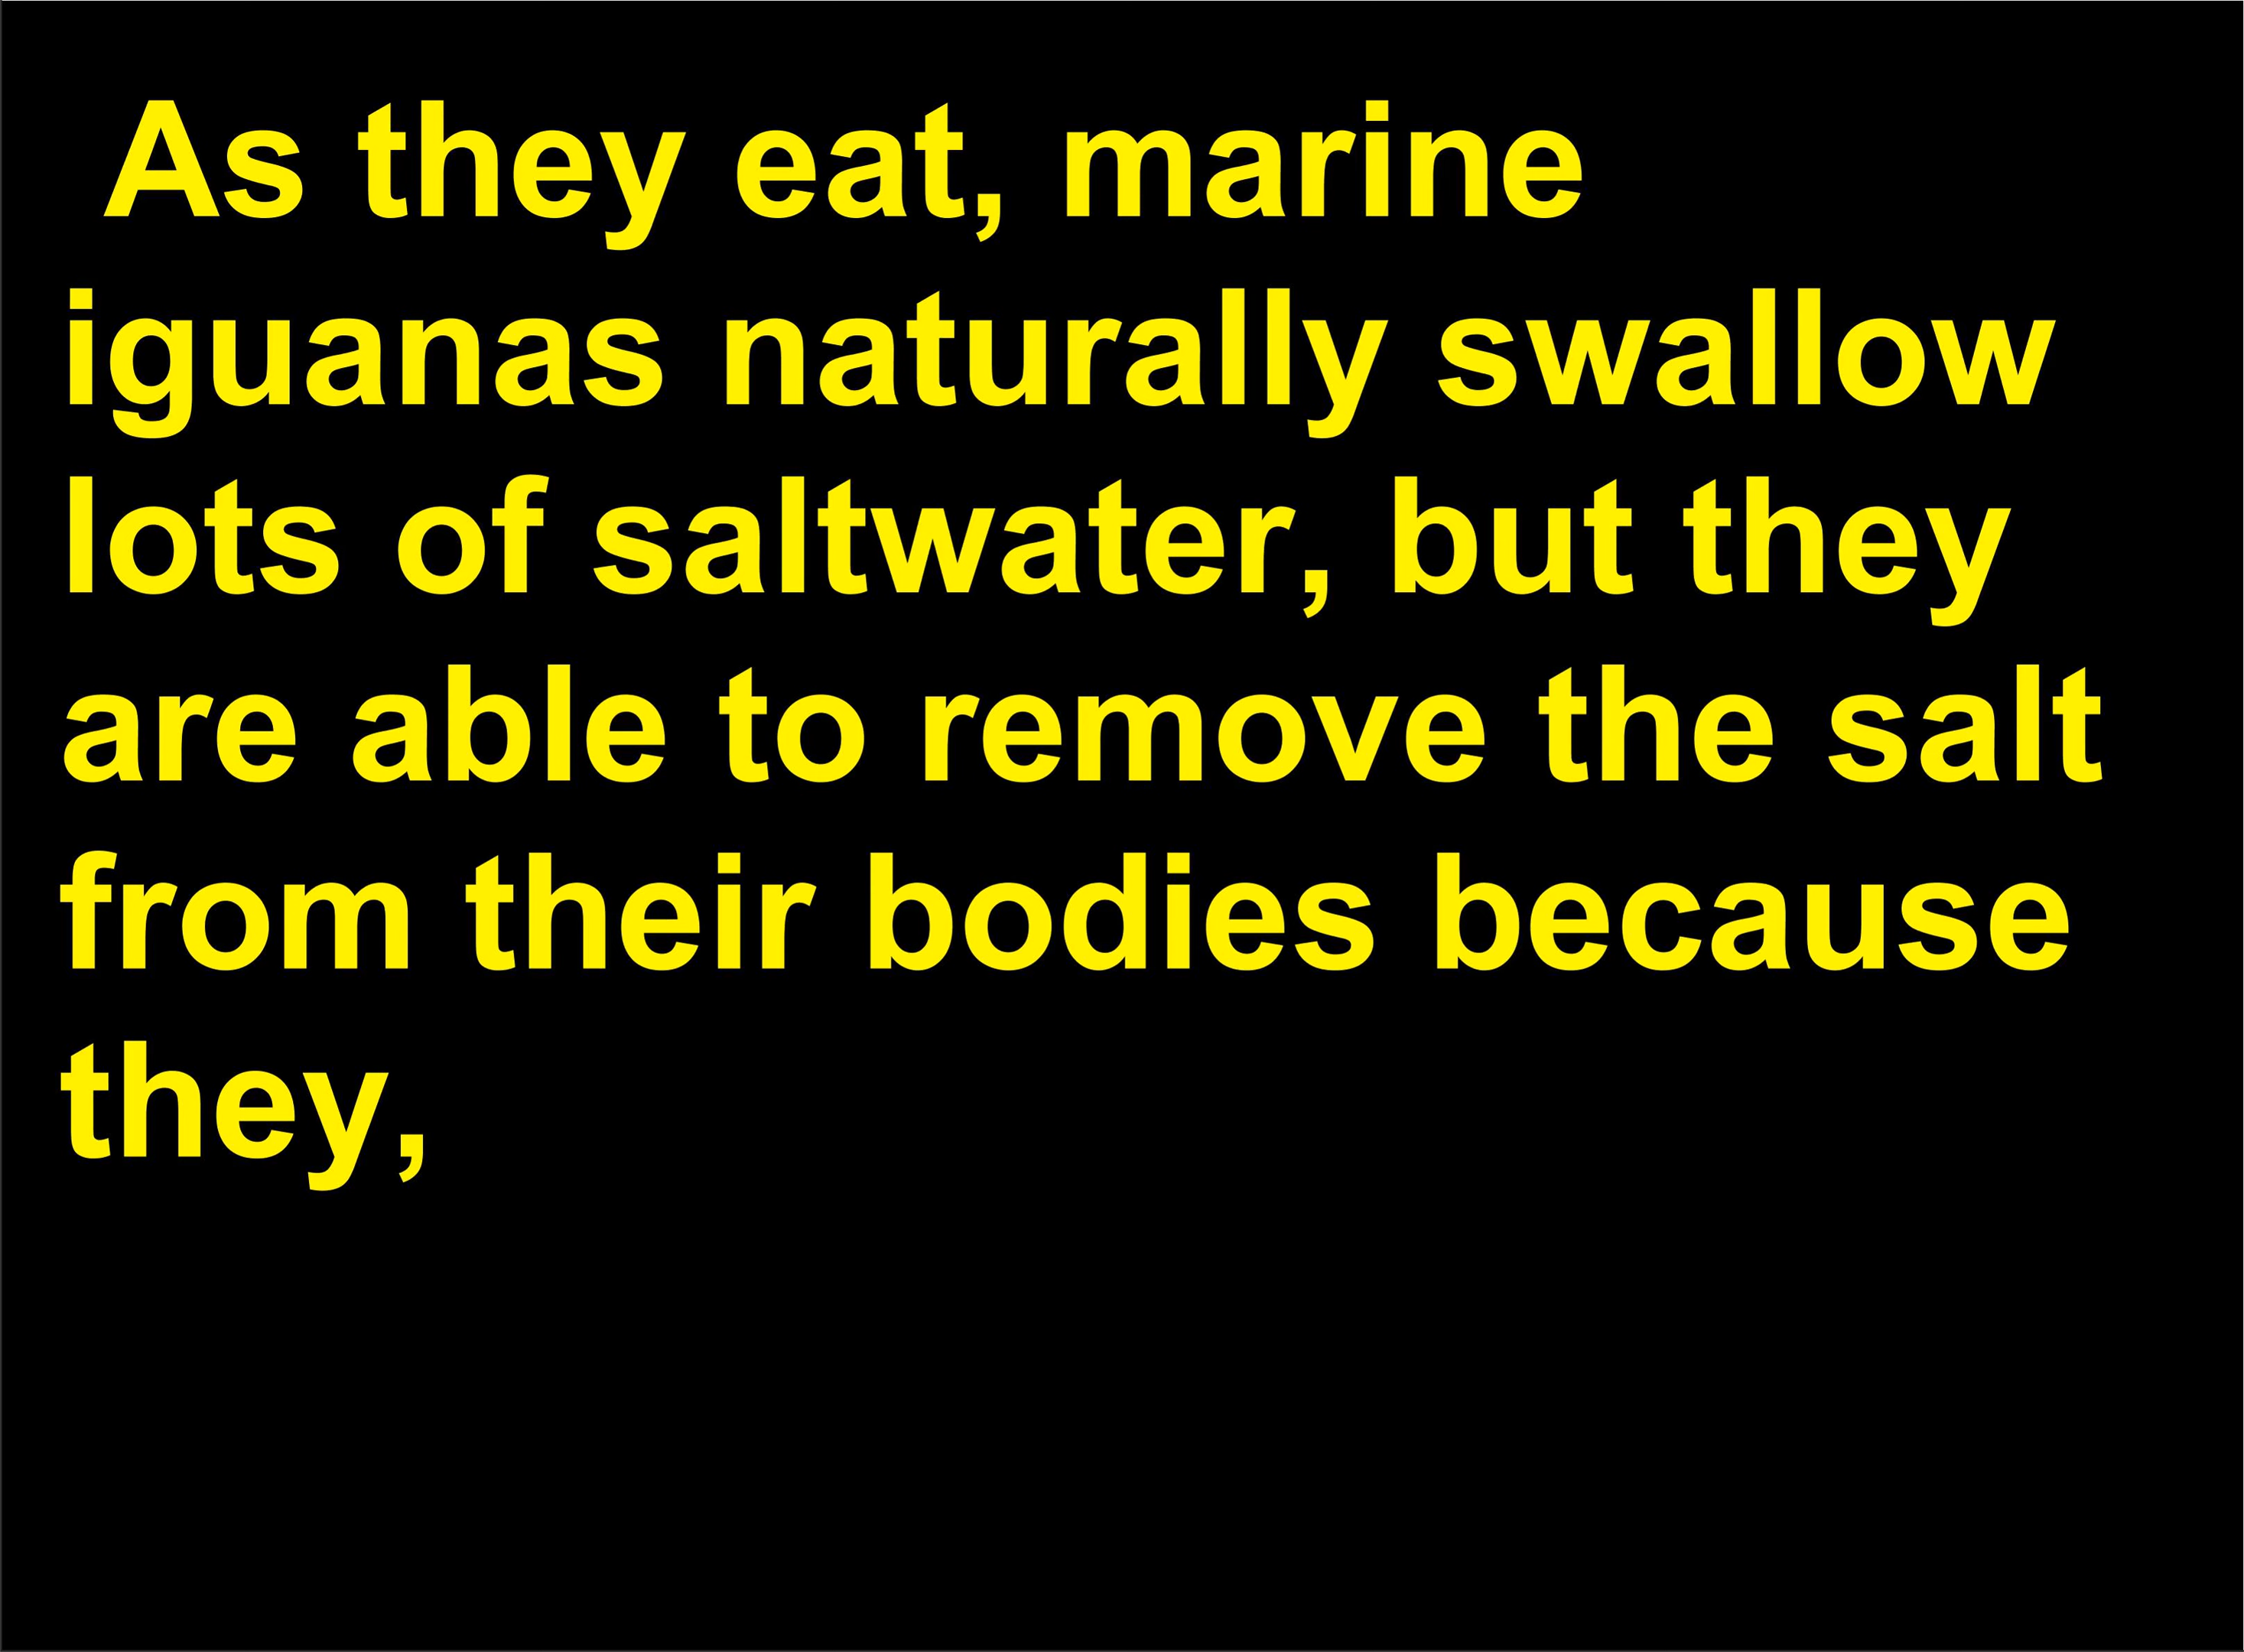 As they eat, marine
iguanas naturally swallow
lots of saltwater, but they
are able to remove the salt
from their bodies because
they,